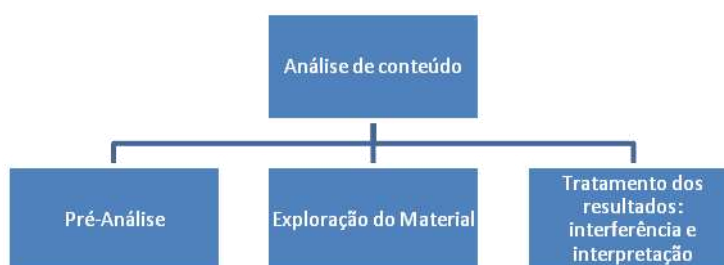 Análise de conteúdo
Pré-Análise
Exploração do Material
Tratamento dos
resultados:
interferência e
interpretação